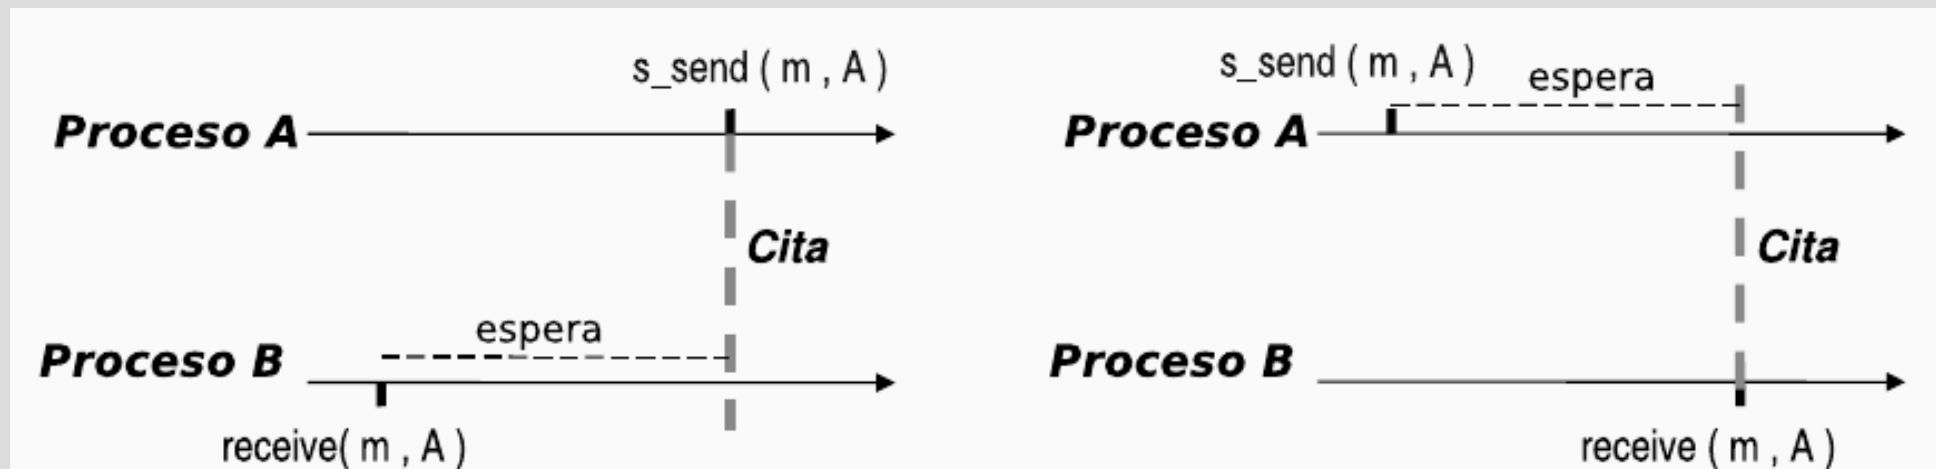 s_send ( m , A )
Proceso A
Cita
espera
Proceso B
receive( m , A )
s_send ( m , A )
espera
Proceso A
Cita
Proceso B
receive ( m , A )